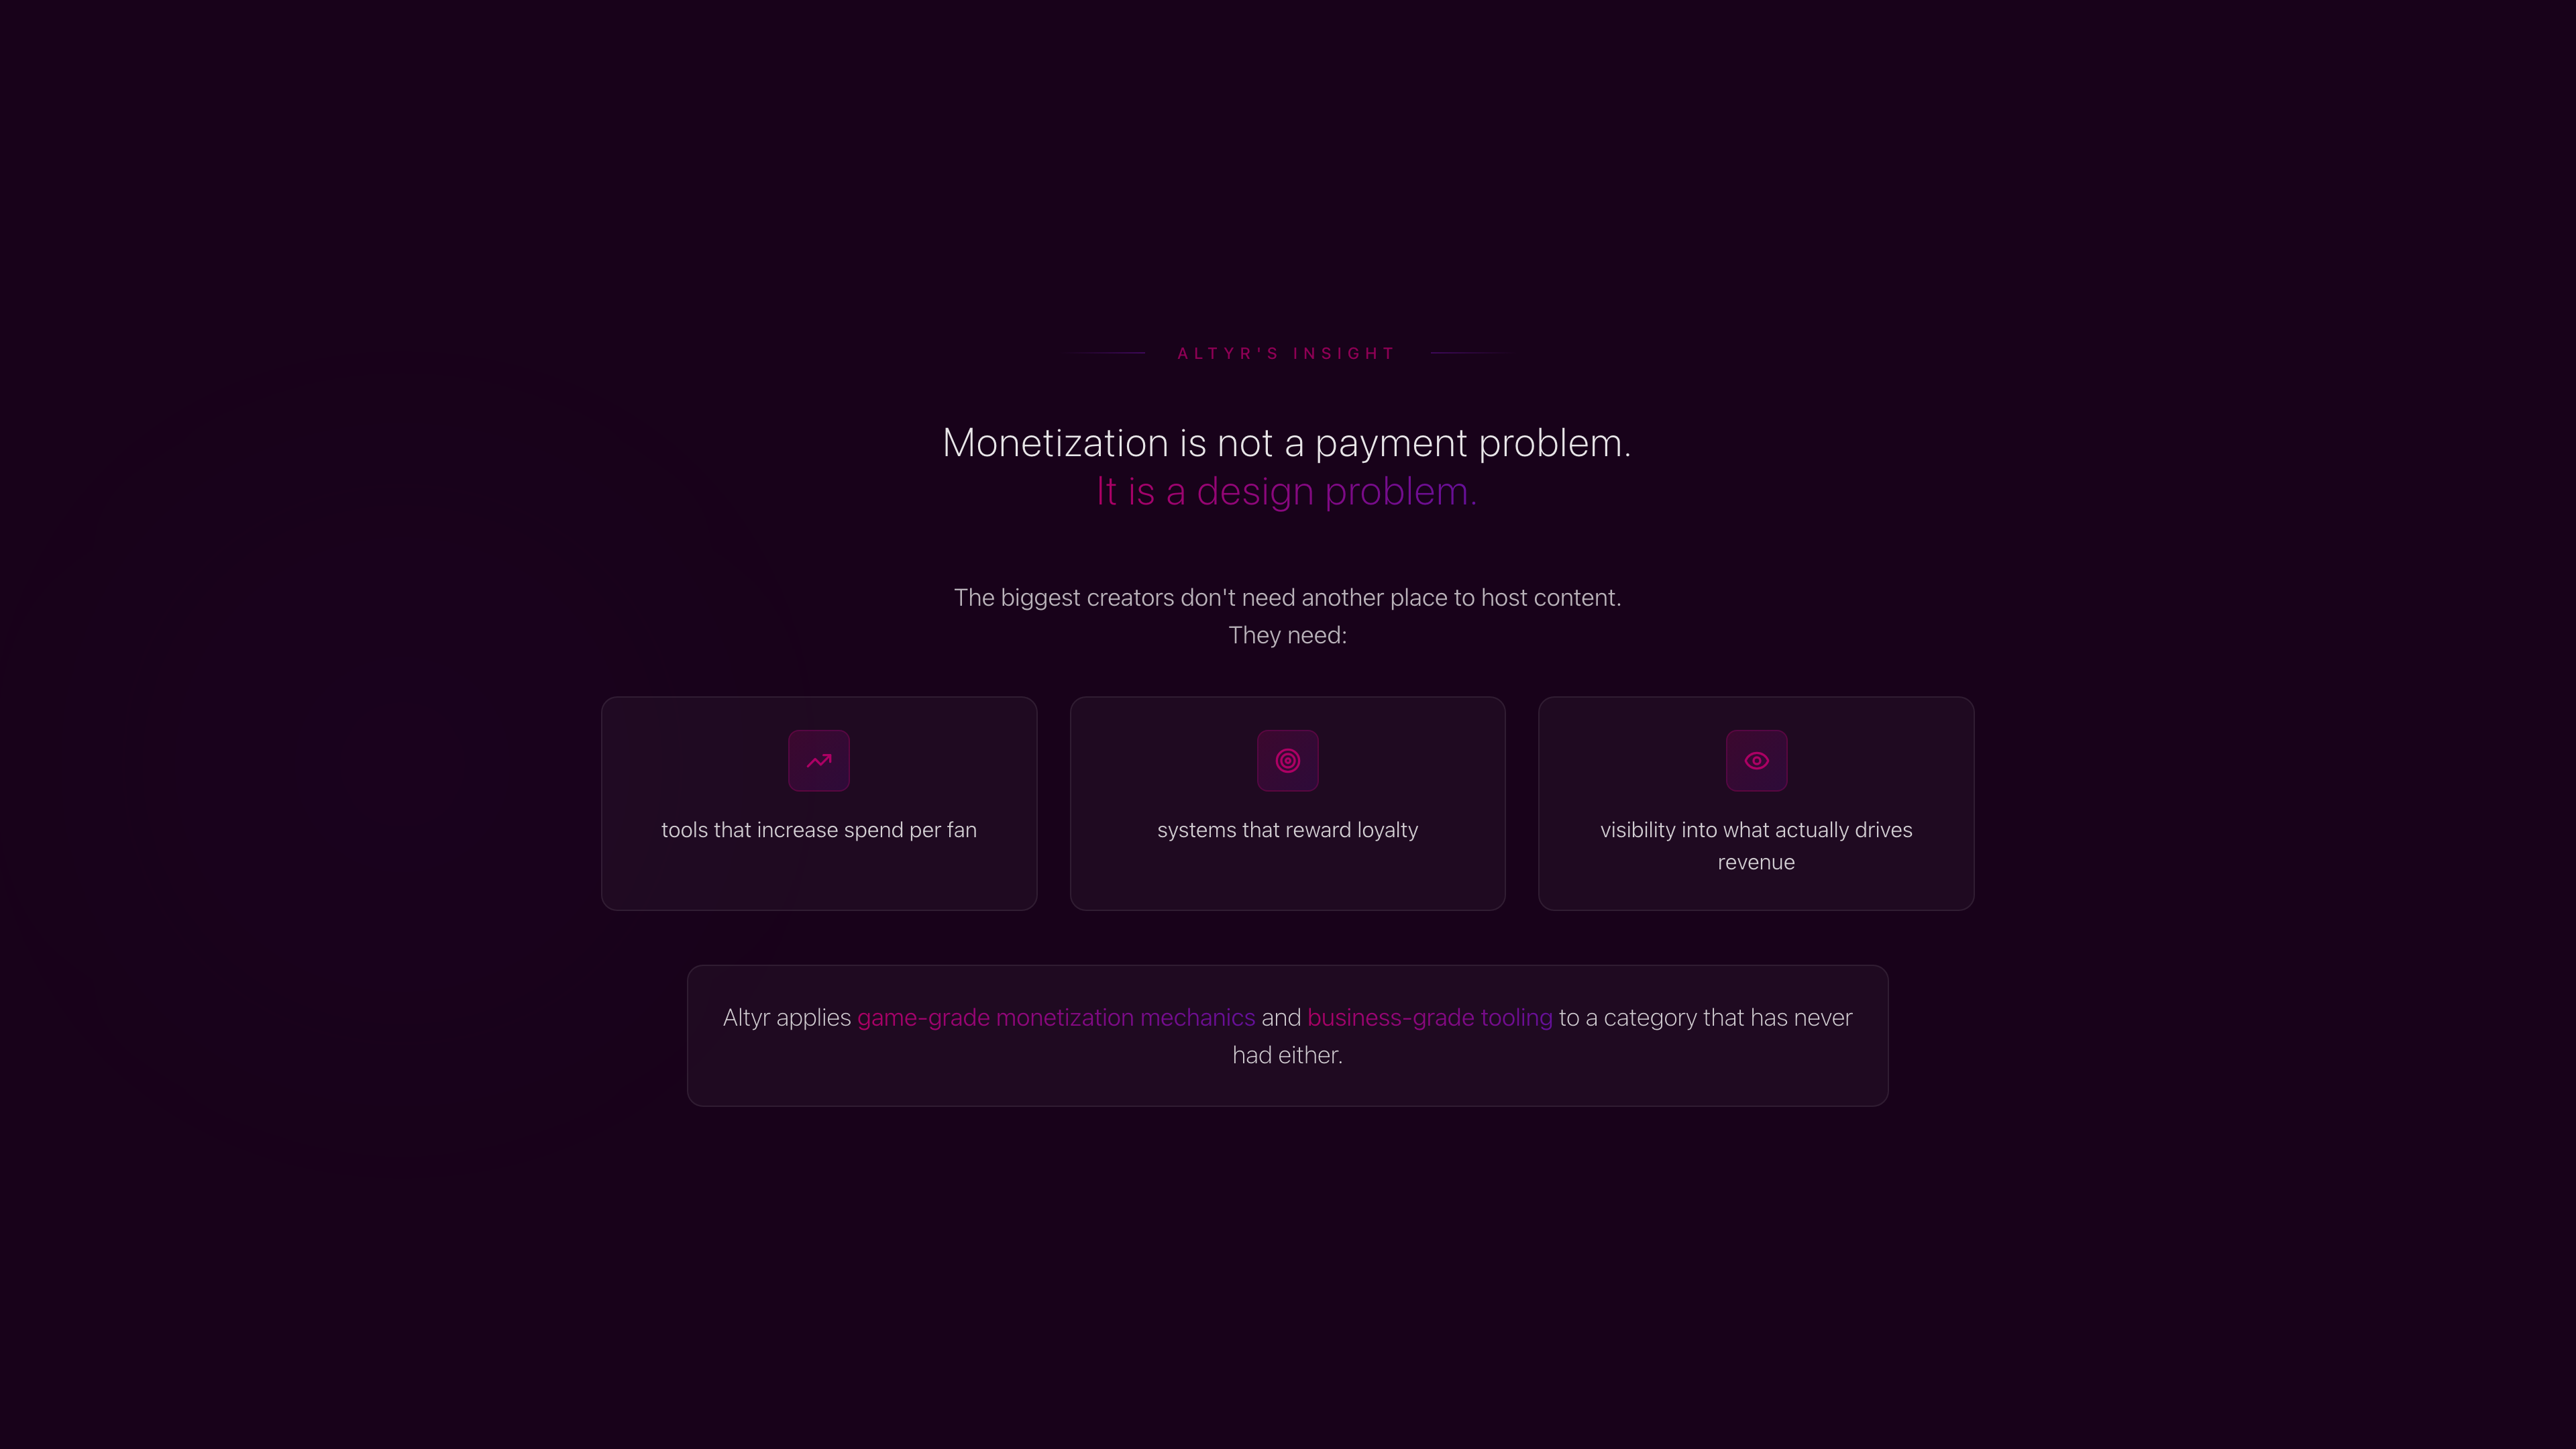 ALTYR'S INSIGHT
Monetization is not a payment problem.
It is a design problem.
The biggest creators don't need another place to host content.
They need:
tools that increase spend per fan
systems that reward loyalty
visibility into what actually drives
revenue
Altyr applies game-grade monetization mechanics and business-grade tooling to a category that has never
had either.